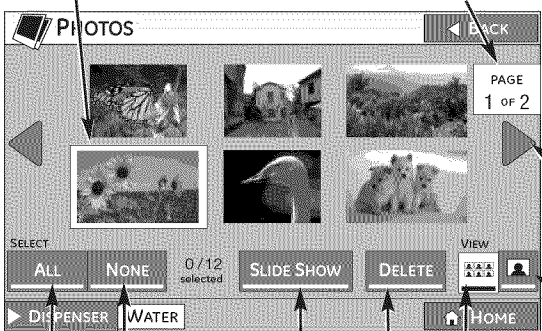 PHOTOS
BACK
PAGE
1 OF 2
SELECT
VIEW
ALL
NONE
0/12
selected
SLIDE SHOW
DELETE
DISPENSER
WATER
HOME